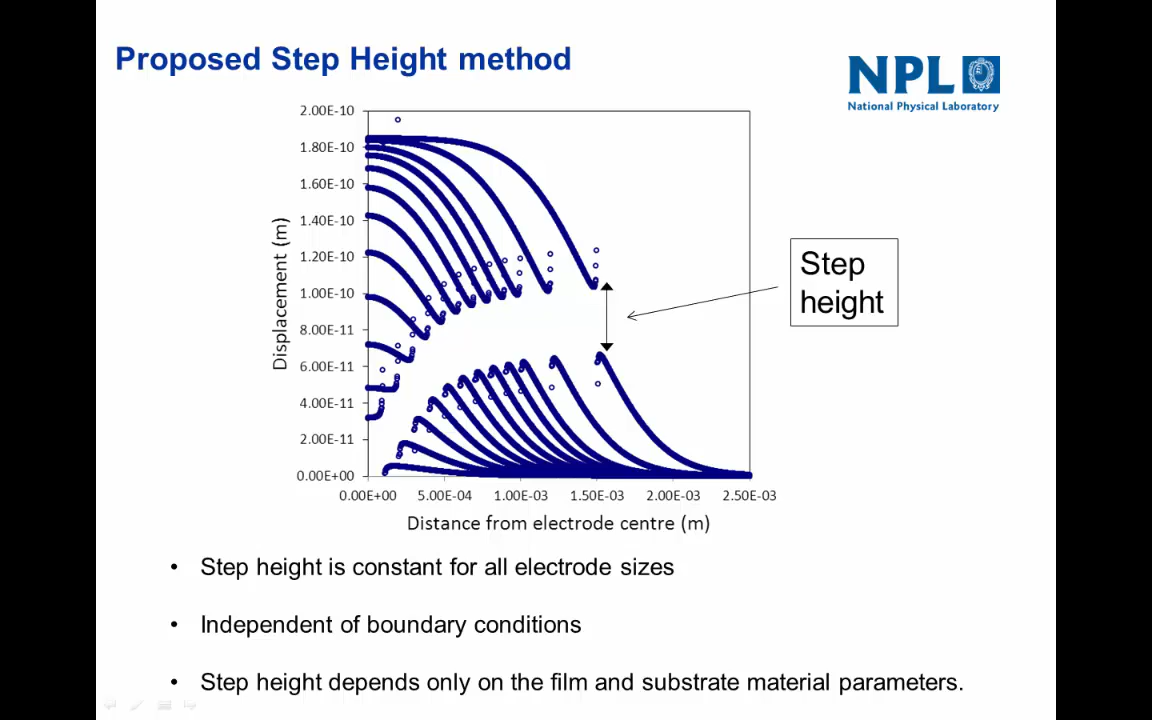 Proposed Step Height method
NPL
National Physical Laboratory
2.00E-10
1.80E-10
1.60E-10
1.40E-10
1.20E-10
1.00E-10
8.00E-11
6.00E-11
4.00E-11
2.00E-11
0.00E+00
Displacement (m)
0.00E+00 5.00E-04 1.00E-03 1.50E-03 2.00E-03 2.50E-03
Distance from electrode centre (m)
Step
height
• Step height is constant for all electrode sizes
• Independent of boundary conditions
• Step height depends only on the film and substrate material parameters.